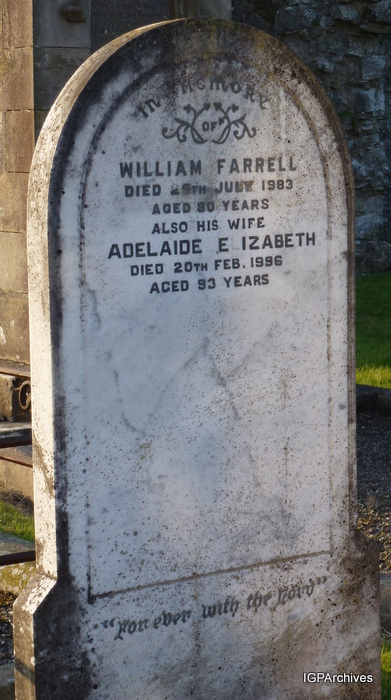 IN MEMORY
OF
WILLIAM FARRELL
DIED 25TH JULY 1983
AGED 80 YEARS
ALSO HIS WIFE
ADELAIDE E IZABETH
DIED 20TH FEB. 1996
AGED 93 YEARS
"For ever with the Lord"
IGPArchives